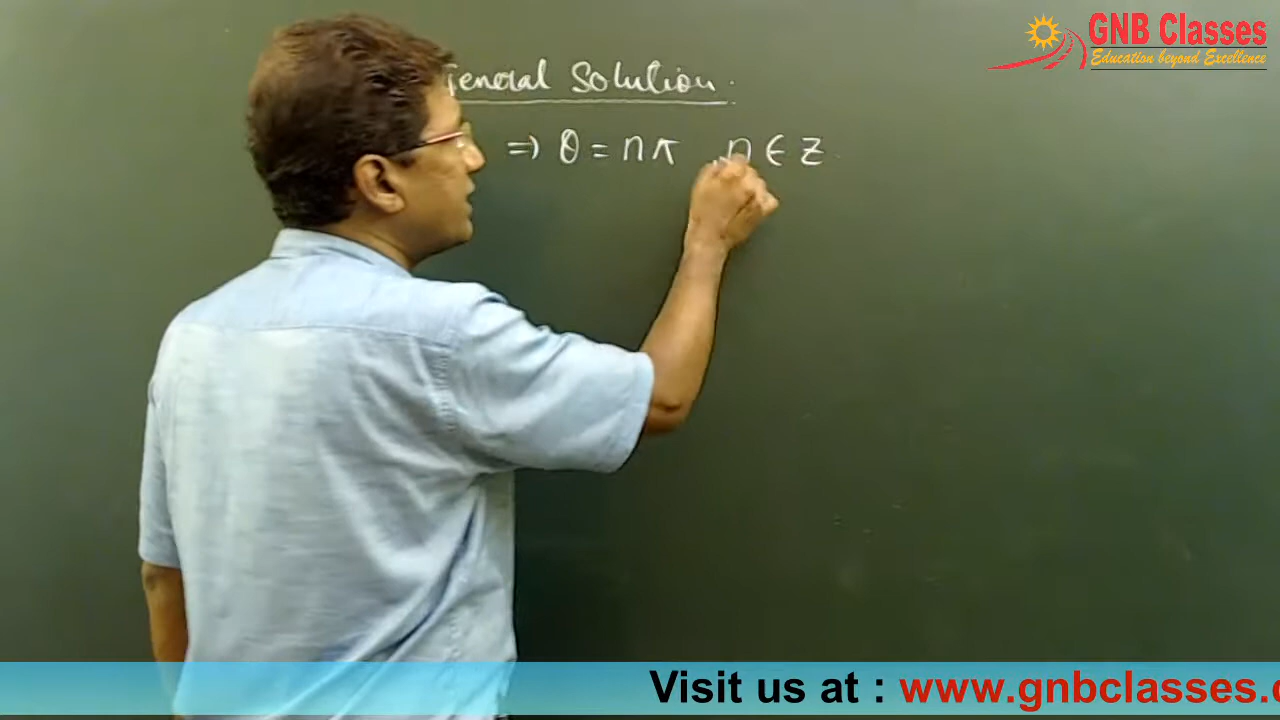 GNB Classes
Education beyond Excellence
General Solution.
⇒ θ = nπ , n ∈ Z
Visit us at : www.gnbclasses.c